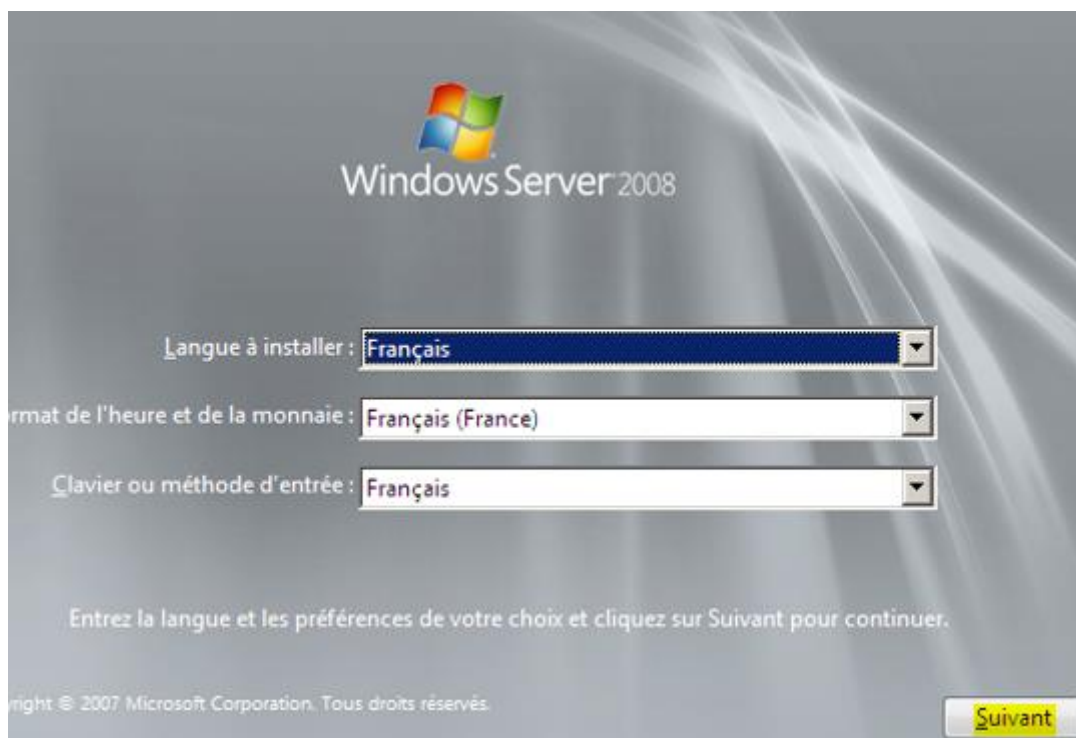 Windows Server 2008
Langue à installer : Français
ormat de l'heure et de la monnaie : Français (France)
Clavier ou méthode d'entrée : Français
Entrez la langue et les préférences de votre choix et cliquez sur Suivant pour continuer.
yright © 2007 Microsoft Corporation. Tous droits réservés.
Suivant